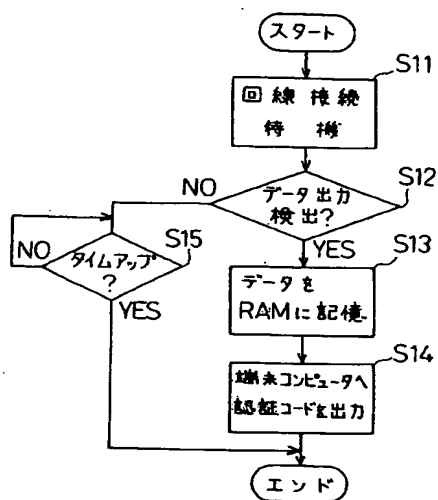 スタート
S11
回線接続
待機
S12
データ出力
検出?
NO
YES
S15
タイムアップ
?
NO
YES
S13
データを
RAMに記憶
S14
端末コンピュータへ
認証コードを出力
エンド